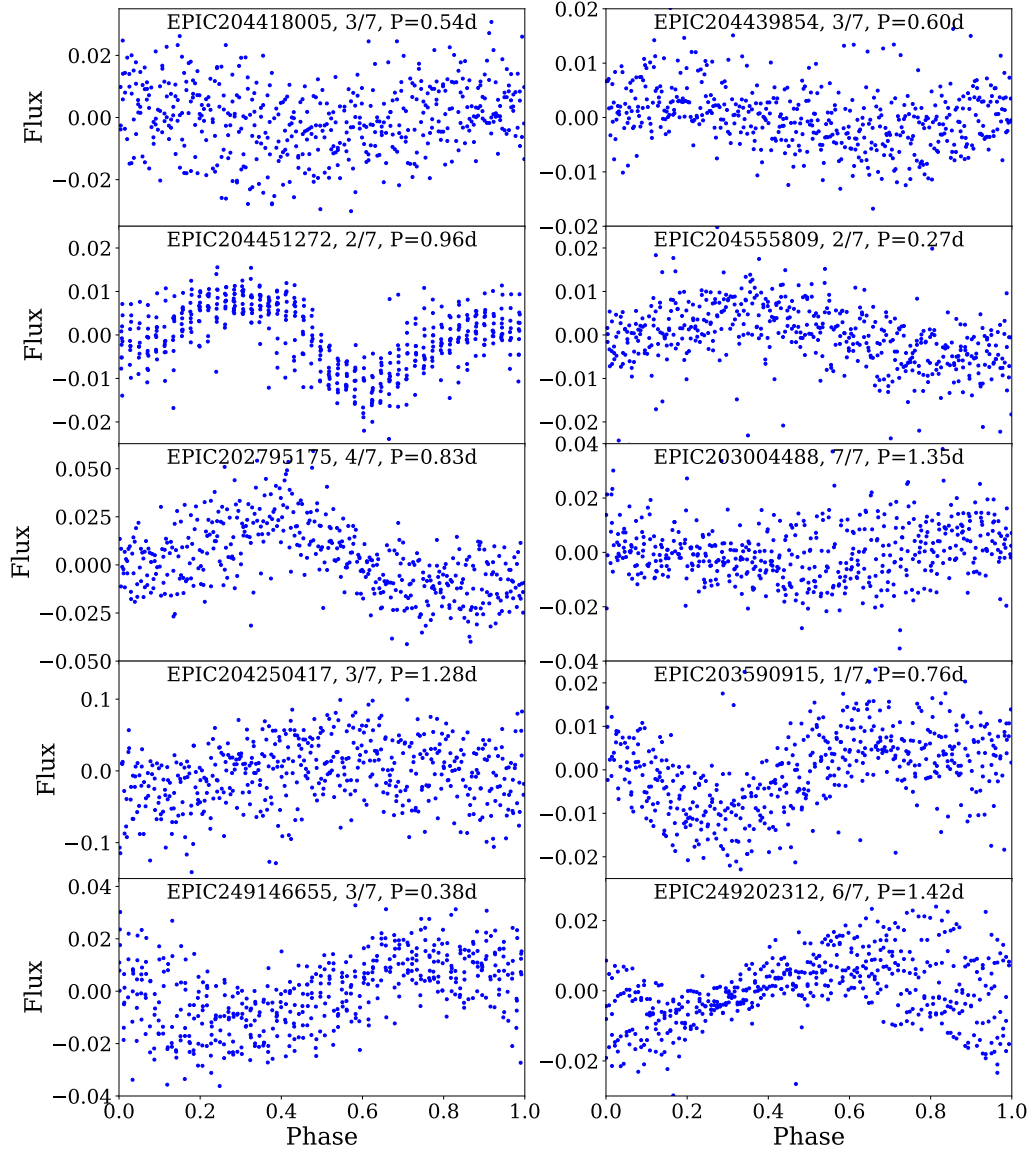 EPIC204418005, 3/7, P=0.54d
0.02
0.00
−0.02
Flux
EPIC204439854, 3/7, P=0.60d
0.02
0.01
0.00
−0.01
−0.02
EPIC204451272, 2/7, P=0.96d
0.02
0.01
0.00
−0.01
−0.02
Flux
EPIC204555809, 2/7, P=0.27d
0.02
0.01
0.00
−0.01
−0.02
EPIC202795175, 4/7, P=0.83d
0.050
0.025
0.000
−0.025
−0.050
Flux
EPIC203004488, 7/7, P=1.35d
0.04
0.02
0.00
−0.02
−0.04
EPIC204250417, 3/7, P=1.28d
0.1
0.0
−0.1
Flux
EPIC203590915, 1/7, P=0.76d
0.02
0.01
0.00
−0.01
−0.02
EPIC249146655, 3/7, P=0.38d
0.04
0.02
0.00
−0.02
−0.04
Flux
0.0 0.2 0.4 0.6 0.8 1.0
Phase
EPIC249202312, 6/7, P=1.42d
0.02
0.00
−0.02
0.0 0.2 0.4 0.6 0.8 1.0
Phase